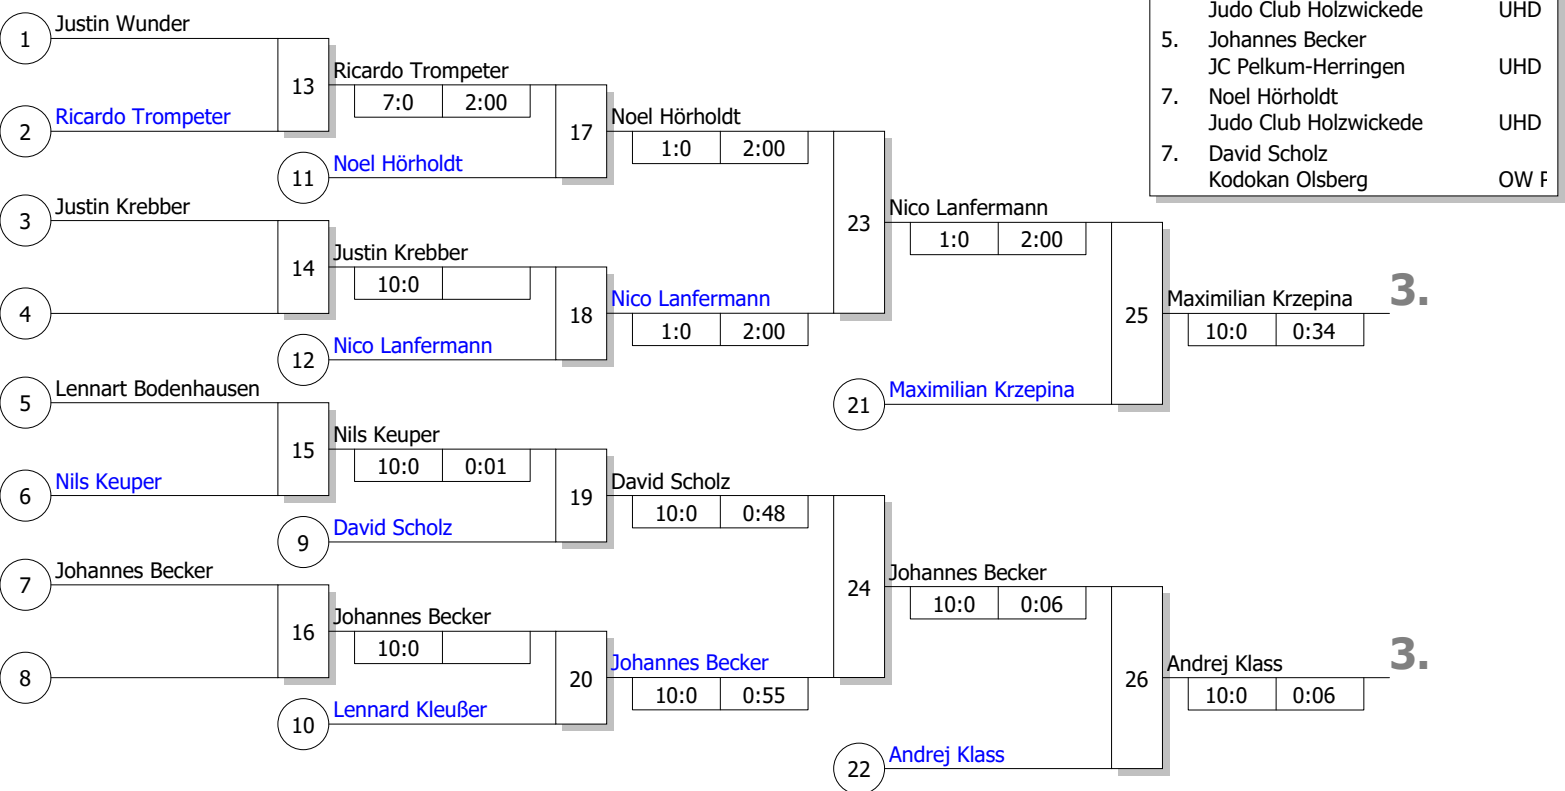 Judo Club Holzwickede UHD
5. Johannes Becker
JC Pelkum-Herringen UHD
7. Noel Hörholdt
Judo Club Holzwickede UHD
7. David Scholz
Kodokan Olsberg OW
1 Justin Wunder
13
Ricardo Trompeter
7:0 2:00
2 Ricardo Trompeter
17
Noel Hörholdt
1:0 2:00
11 Noel Hörholdt
3 Justin Krebber
23
Nico Lanfermann
1:0 2:00
14
Justin Krebber
10:0
4
18
Nico Lanfermann
1:0 2:00
12 Nico Lanfermann
25
Maximilian Krzepina 3.
10:0 0:34
21 Maximilian Krzepina
5 Lennart Bodenhausen
15
Nils Keuper
10:0 0:01
6 Nils Keuper
19
David Scholz
10:0 0:48
9 David Scholz
7 Johannes Becker
24
Johannes Becker
10:0 0:06
16
Johannes Becker
10:0
8
20
Johannes Becker
10:0 0:55
10 Lennard Kleußer
26
Andrej Klass 3.
10:0 0:06
22 Andrej Klass